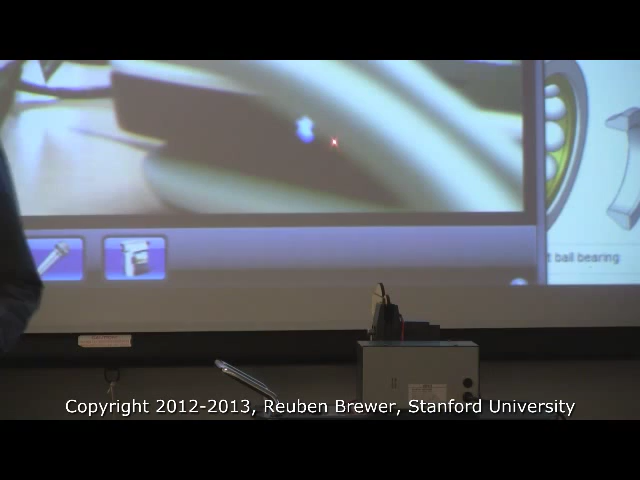 t ball bearing
Copyright 2012-2013, Reuben Brewer, Stanford University